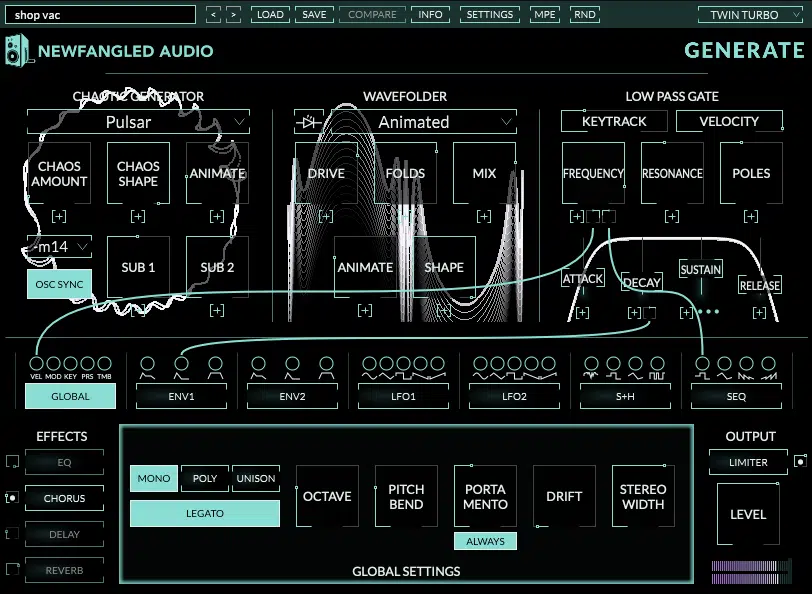 shop vac < > LOAD SAVE COMPARE INFO SETTINGS MPE RND TWIN TURBO
NEWFANGLED AUDIO GENERATE
CHAOTIC GENERATOR WAVEFOLDER LOW PASS GATE
Pulsar Animated KEYTRACK VELOCITY
CHAOS AMOUNT CHAOS SHAPE ANIMATE DRIVE FOLDS MIX FREQUENCY RESONANCE POLES
[+] [+] [+] [+] [+] [+] [+] [+] [+]
-m14 SUB 1 SUB 2 ANIMATE SHAPE ATTACK DECAY SUSTAIN RELEASE
OSC SYNC
[+] [+] [+] [+] [+] [+] [+] [+]
VEL MOD KEY PRS TMB
GLOBAL ENV1 ENV2 LFO1 LFO2 S+H SEQ
EFFECTS OUTPUT
EQ LIMITER
MONO POLY UNISON
LEGATO
OCTAVE PITCH BEND PORTA MENTO DRIFT STEREO WIDTH
CHORUS LEVEL
DELAY ALWAYS
REVERB GLOBAL SETTINGS